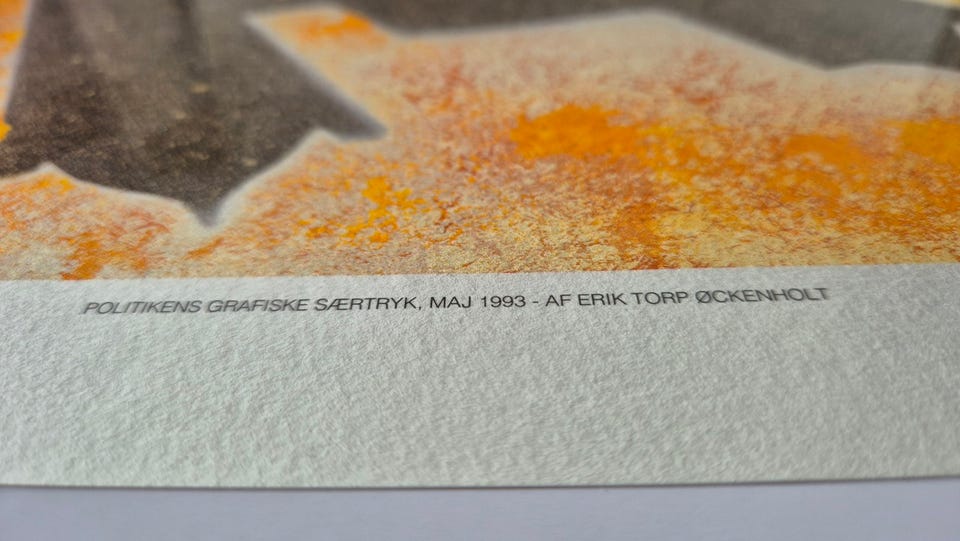 POLITIKENS GRAFISKE SÆRTRYK, MAJ 1993 - AF ERIK TORP ØCKENHOLT